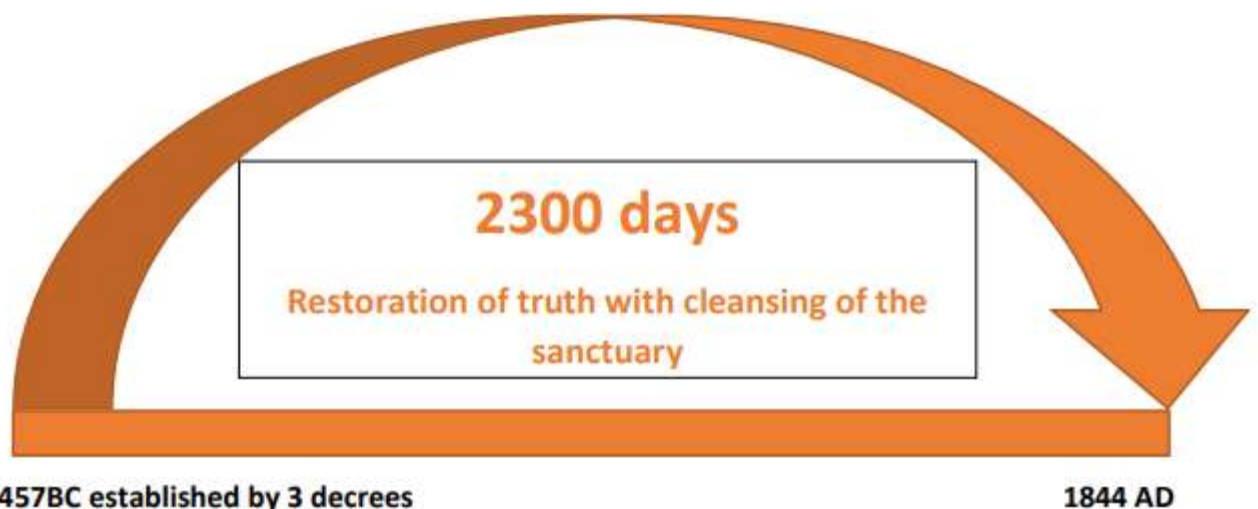 2300 days
Restoration of truth with cleansing of the
sanctuary
457BC established by 3 decrees
1844 AD